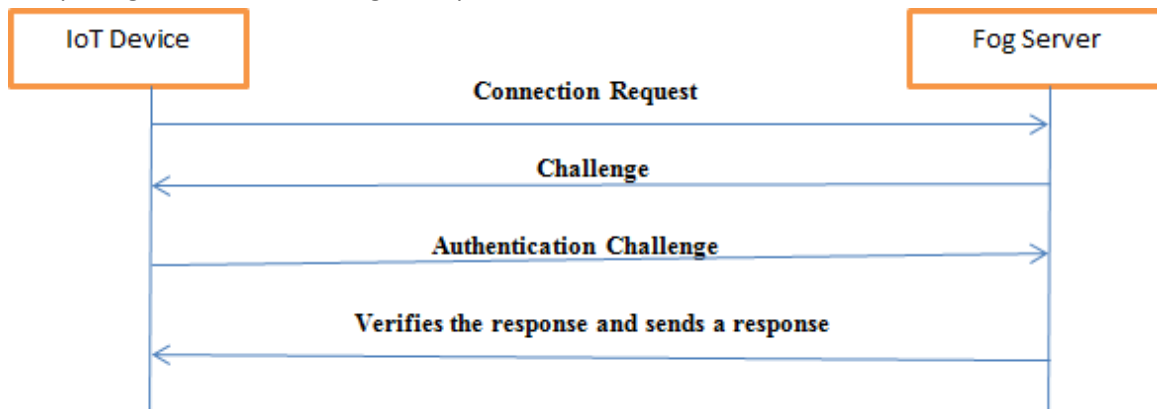 IoT Device
Fog Server
Connection Request
Challenge
Authentication Challenge
Verifies the response and sends a response